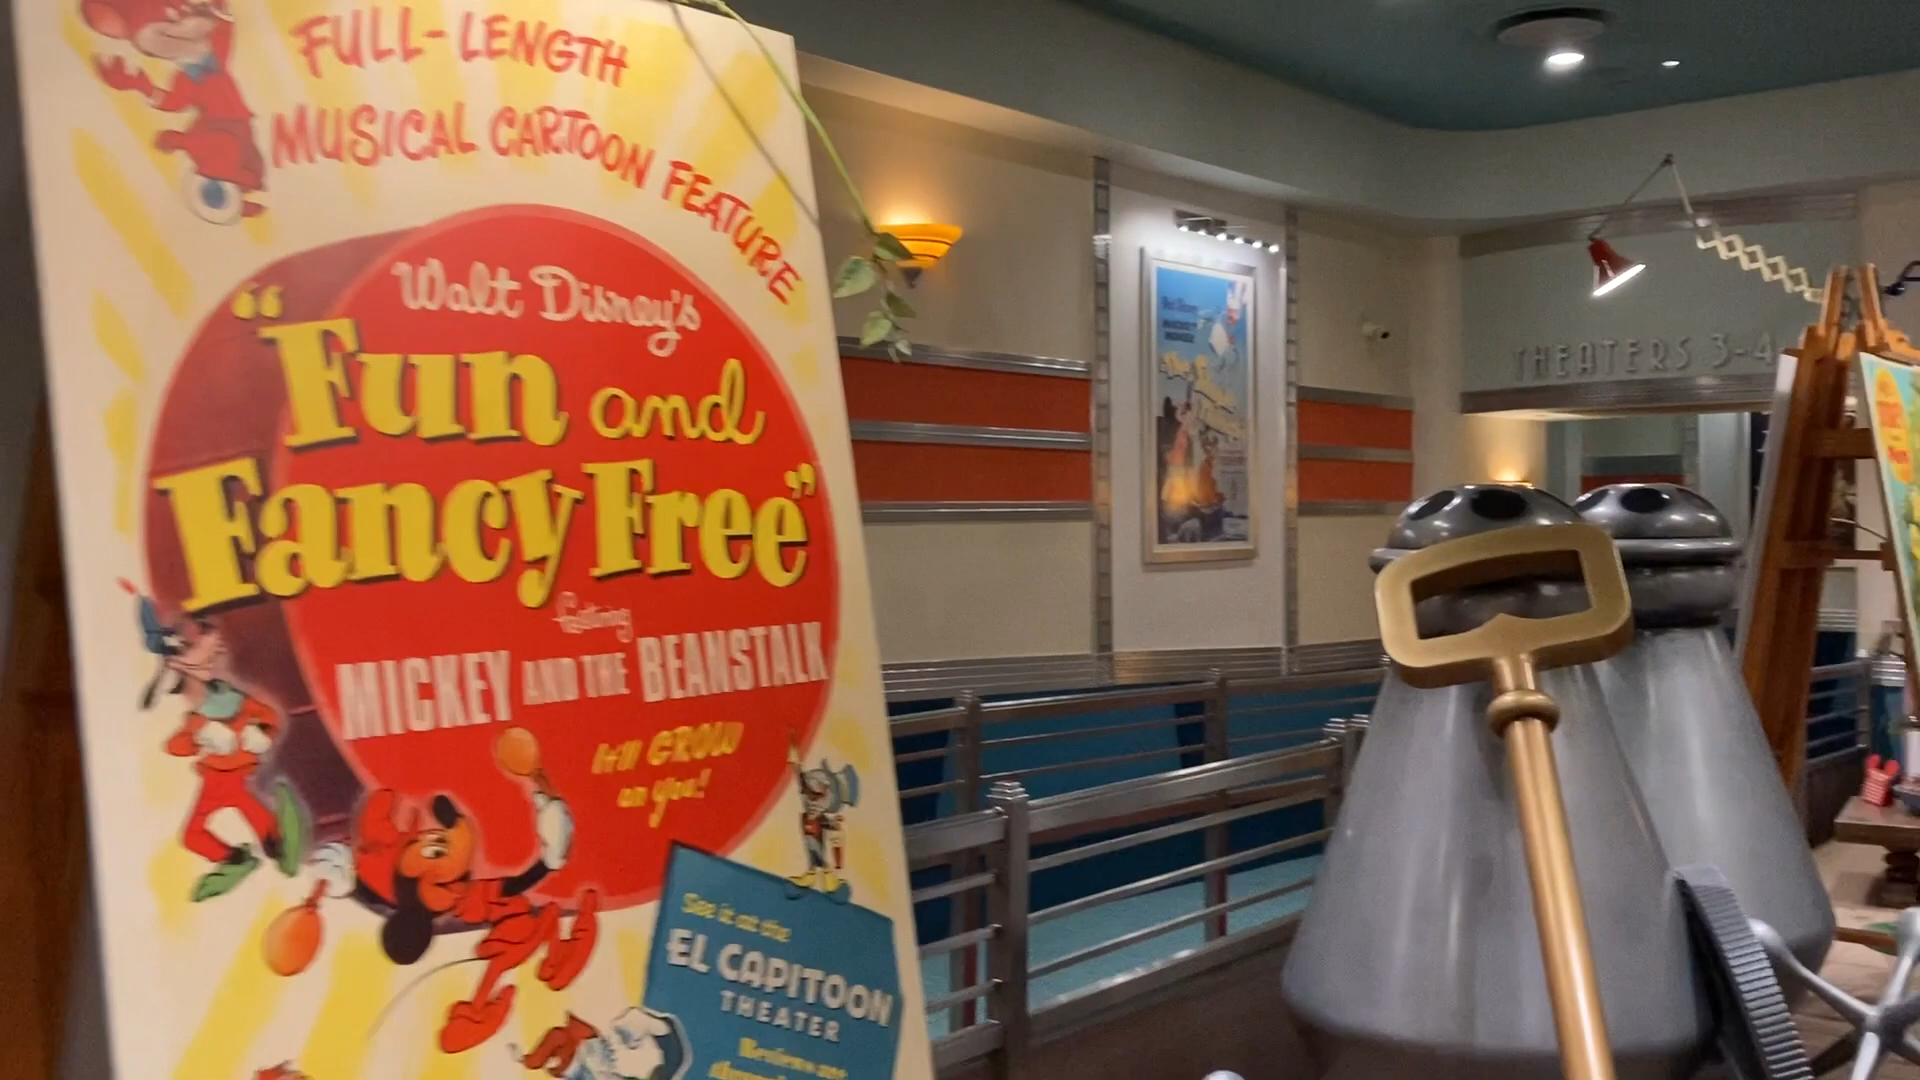 FULL-LENGTH
MUSICAL CARTOON FEATURE
Walt Disney's
"Fun and
Fancy Free"
featuring
MICKEY AND THE BEANSTALK
It'll GROW
on you!
See it at the
EL CAPITOON
THEATER
THEATERS 3-4